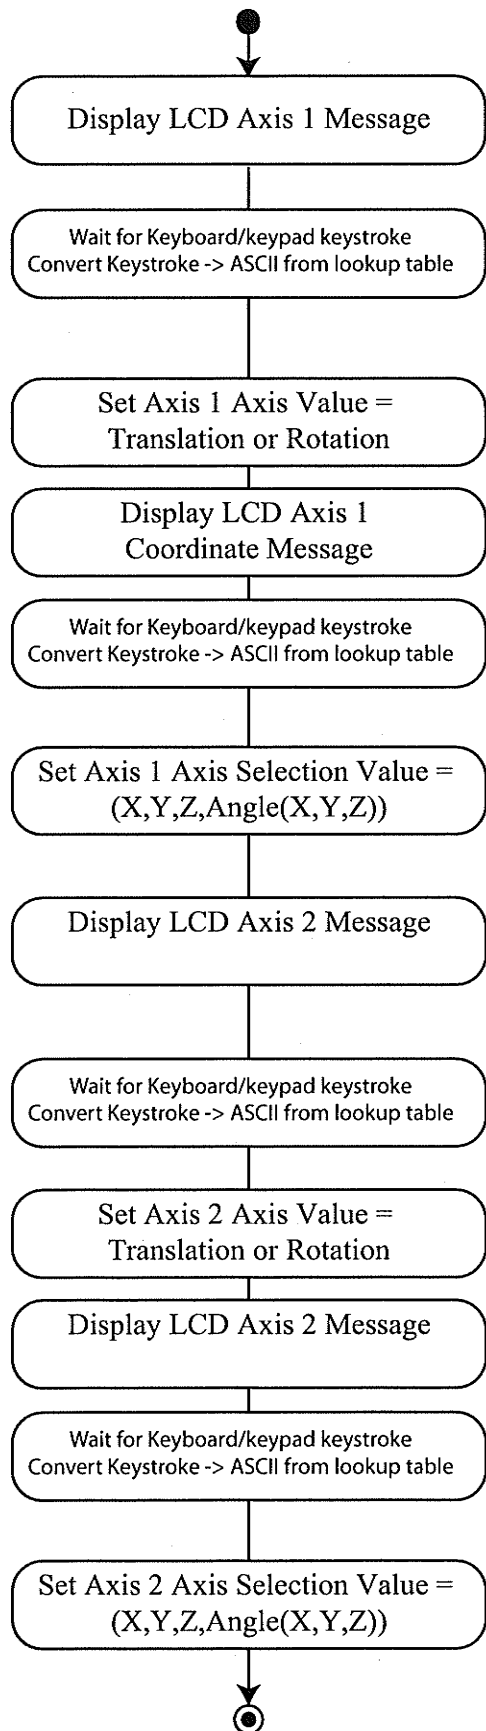 Display LCD Axis 1 Message
Wait for Keyboard/keypad keystroke
Convert Keystroke -> ASCII from lookup table
Set Axis 1 Axis Value =
Translation or Rotation
Display LCD Axis 1
Coordinate Message
Wait for Keyboard/keypad keystroke
Convert Keystroke -> ASCII from lookup table
Set Axis 1 Axis Selection Value =
(X,Y,Z,Angle(X,Y,Z))
Display LCD Axis 2 Message
Wait for Keyboard/keypad keystroke
Convert Keystroke -> ASCII from lookup table
Set Axis 2 Axis Value =
Translation or Rotation
Display LCD Axis 2 Message
Wait for Keyboard/keypad keystroke
Convert Keystroke -> ASCII from lookup table
Set Axis 2 Axis Selection Value =
(X,Y,Z,Angle(X,Y,Z))